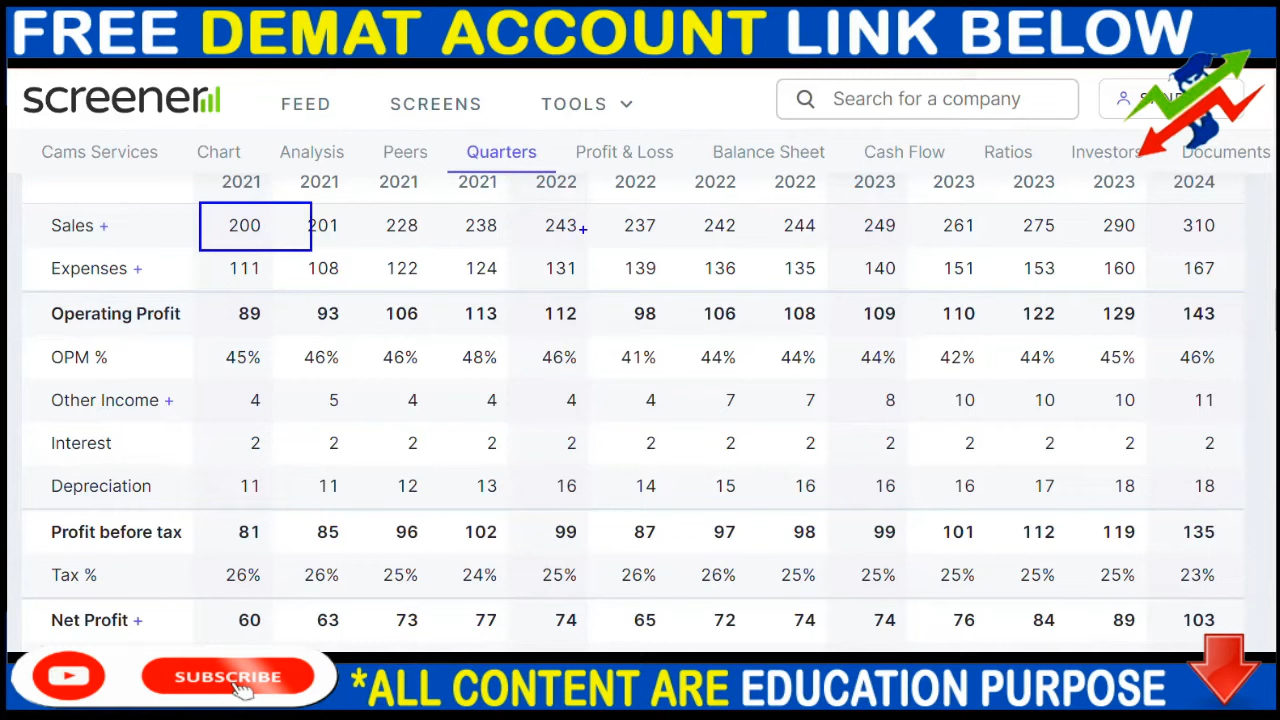 FREE DEMAT ACCOUNT LINK BELOW
screener FEED SCREENS TOOLS Search for a company
Cams Services Chart Analysis Peers Quarters Profit & Loss Balance Sheet Cash Flow Ratios Investors Documents
2021 2021 2021 2021 2022 2022 2022 2022 2023 2023 2023 2023 2024
Sales + 200 201 228 238 243 237 242 244 249 261 275 290 310
Expenses + 111 108 122 124 131 139 136 135 140 151 153 160 167
Operating Profit 89 93 106 113 112 98 106 108 109 110 122 129 143
OPM % 45% 46% 46% 48% 46% 41% 44% 44% 44% 42% 44% 45% 46%
Other Income + 4 5 4 4 4 4 7 7 8 10 10 10 11
Interest 2 2 2 2 2 2 2 2 2 2 2 2 2
Depreciation 11 11 12 13 16 14 15 16 16 16 17 18 18
Profit before tax 81 85 96 102 99 87 97 98 99 101 112 119 135
Tax % 26% 26% 25% 24% 25% 26% 26% 25% 25% 25% 25% 25% 23%
Net Profit + 60 63 73 77 74 65 72 74 74 76 84 89 103
SUBSCRIBE
*ALL CONTENT ARE EDUCATION PURPOSE